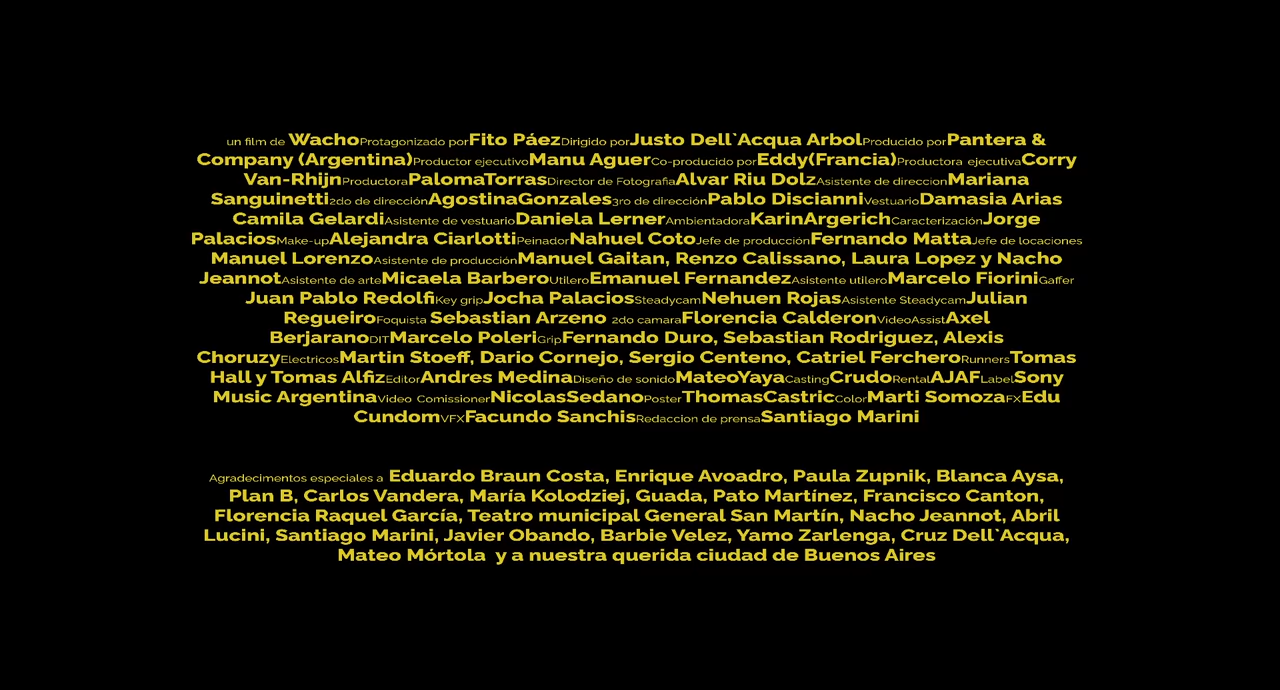 un film de WachoProtagonizado porFito PáezDirigido porJusto Dell`Acqua ArbolProducido porPantera &
Company (Argentina)Productor ejecutivoManu AguerCo-producido porEddy(Francia)Productora ejecutivaCorry
Van-RhijnProductoraPalomaTorrasDirector de FotografiaAlvar Riu DolzAsistente de direccionMariana
Sanguinetti2do de direcciónAgostinaGonzales3ro de direcciónPablo DiscianniVestuarioDamasia Arias
Camila GelardiAsistente de vestuarioDaniela LernerAmbientadoraKarinArgerichCaracterizaciónJorge
PalaciosMake-upAlejandra CiarlottiPeinadorNahuel CotoJefe de producciónFernando MattaJefe de locaciones
Manuel LorenzoAsistente de producciónManuel Gaitan, Renzo Calissano, Laura Lopez y Nacho
JeannotAsistente de arteMicaela BarberoUtileroEmanuel FernandezAsistente utileroMarcelo FioriniGaffer
Juan Pablo RedolfiKey gripJocha PalaciosSteadycamNehuen RojasAsistente SteadycamJulian
RegueiroFoquista Sebastian Arzeno 2do camaraFlorencia CalderonVideoAssistAxel
BerjaranoDITMarcelo PoleriGripFernando Duro, Sebastian Rodriguez, Alexis
ChoruzyElectricosMartin Stoeff, Dario Cornejo, Sergio Centeno, Catriel FercheroRunnersTomas
Hall y Tomas AlfizEditorAndres MedinaDiseño de sonidoMateoYayaCastingCrudoRentalAJAFLabelSony
Music ArgentinaVideo ComissionerNicolasSedanoPosterThomasCastricColorMarti SomozaFXEdu
CundomVFXFacundo SanchisRedaccion de prensaSantiago Marini
Agradecimentos especiales a Eduardo Braun Costa, Enrique Avoadro, Paula Zupnik, Blanca Aysa,
Plan B, Carlos Vandera, María Kolodziej, Guada, Pato Martínez, Francisco Canton,
Florencia Raquel García, Teatro municipal General San Martín, Nacho Jeannot, Abril
Lucini, Santiago Marini, Javier Obando, Barbie Velez, Yamo Zarlenga, Cruz Dell`Acqua,
Mateo Mórtola y a nuestra querida ciudad de Buenos Aires